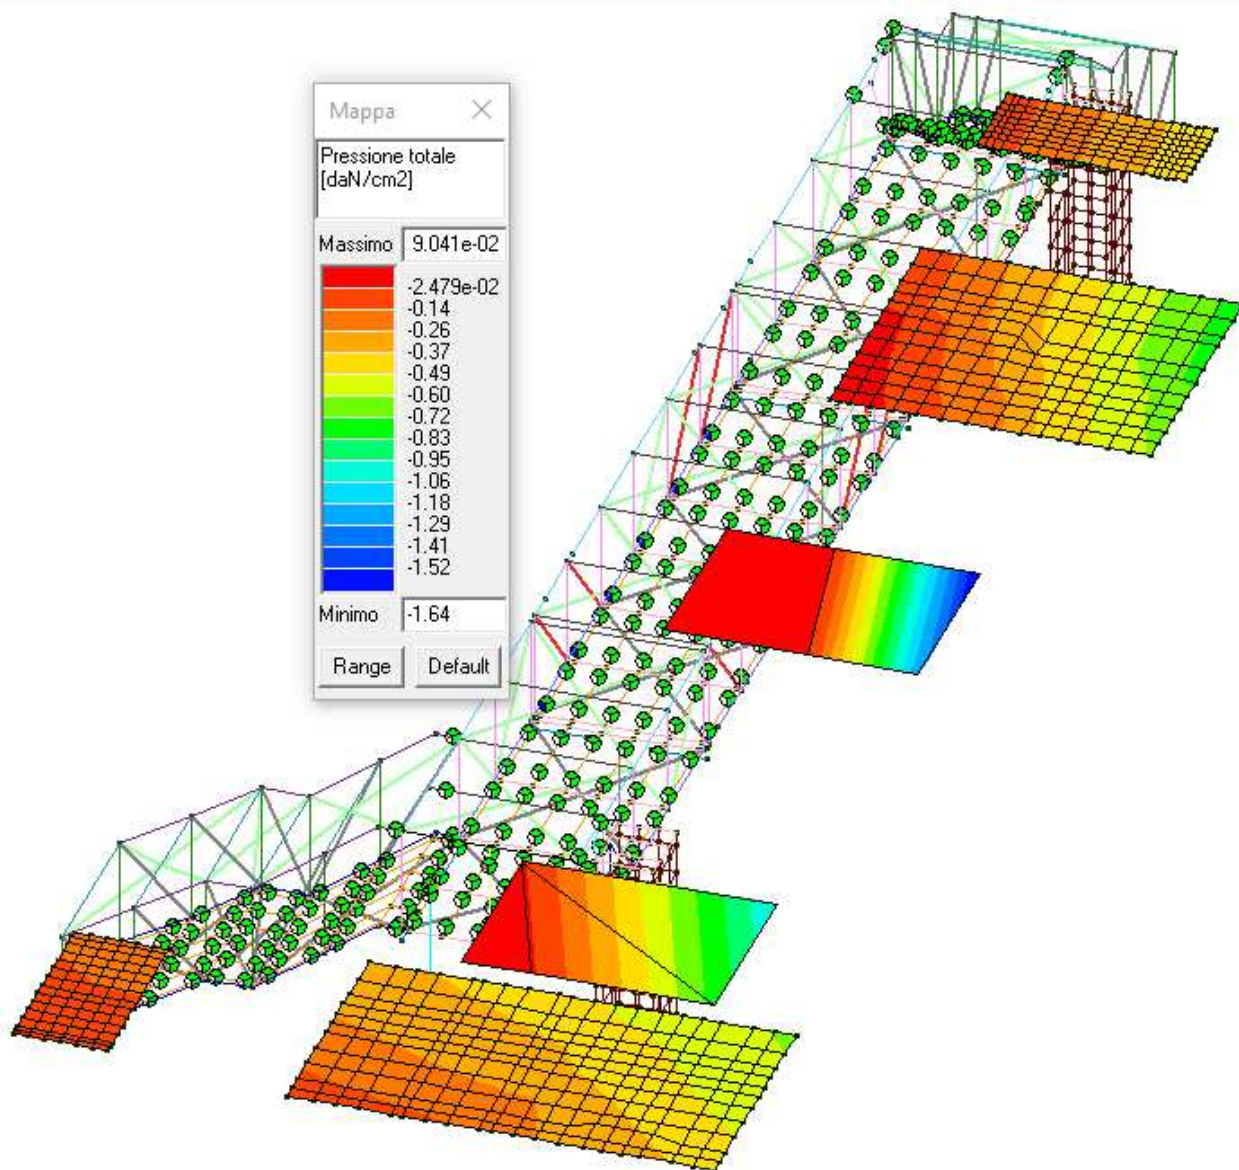 Mappa
Pressione totale
[daN/cm2]
Massimo 9.041e-02
-2.479e-02
-0.14
-0.26
-0.37
-0.49
-0.60
-0.72
-0.83
-0.95
-1.06
-1.18
-1.29
-1.41
-1.52
Minimo -1.64
Range Default